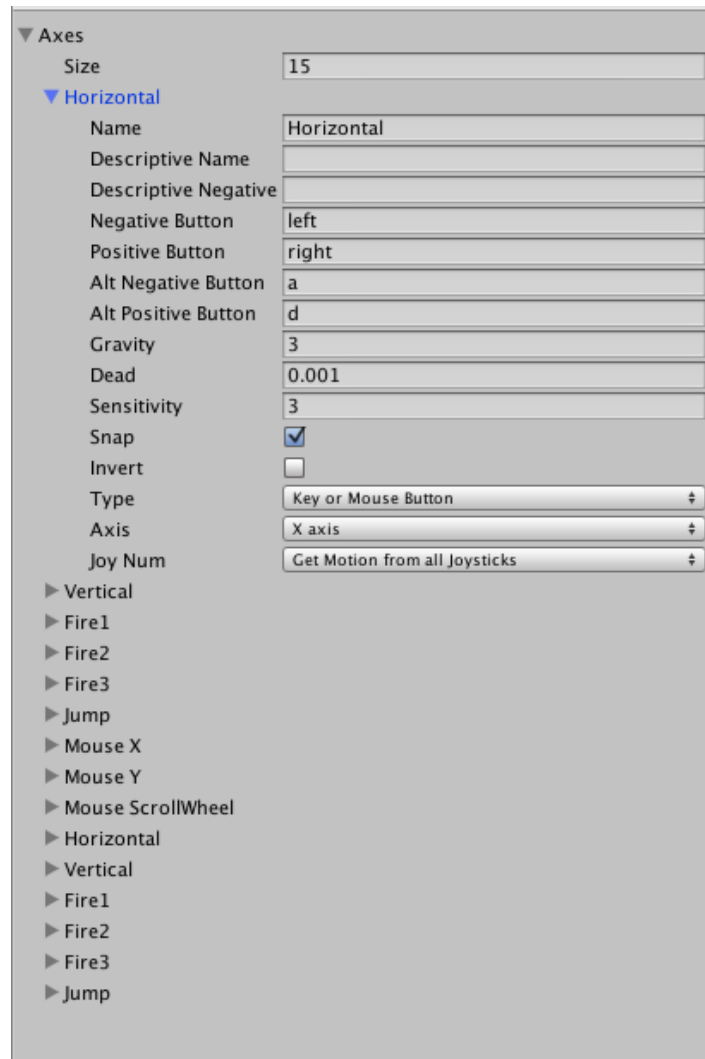 Axes
Size 15
Horizontal
Name Horizontal
Descriptive Name
Descriptive Negative
Negative Button left
Positive Button right
Alt Negative Button a
Alt Positive Button d
Gravity 3
Dead 0.001
Sensitivity 3
Snap
Invert
Type Key or Mouse Button
Axis X axis
Joy Num Get Motion from all Joysticks
Vertical
Fire1
Fire2
Fire3
Jump
Mouse X
Mouse Y
Mouse ScrollWheel
Horizontal
Vertical
Fire1
Fire2
Fire3
Jump